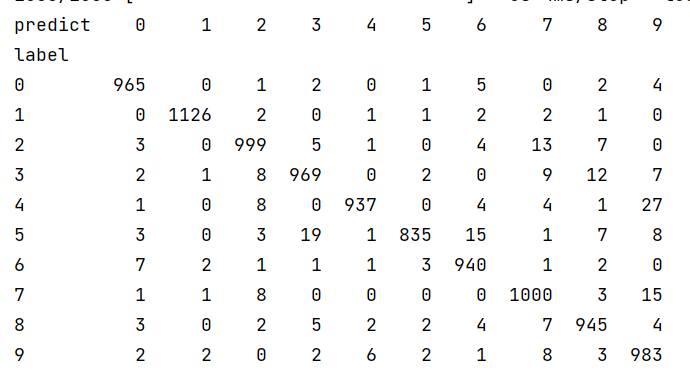 predict 0 1 2 3 4 5 6 7 8 9
label
0 965 0 1 2 0 1 5 0 2 4
1 0 1126 2 0 1 1 2 2 1 0
2 3 0 999 5 1 0 4 13 7 0
3 2 1 8 969 0 2 0 9 12 7
4 1 0 8 0 937 0 4 4 1 27
5 3 0 3 19 1 835 15 1 7 8
6 7 2 1 1 1 3 940 1 2 0
7 1 1 8 0 0 0 0 1000 3 15
8 3 0 2 5 2 2 4 7 945 4
9 2 2 0 2 6 2 1 8 3 983